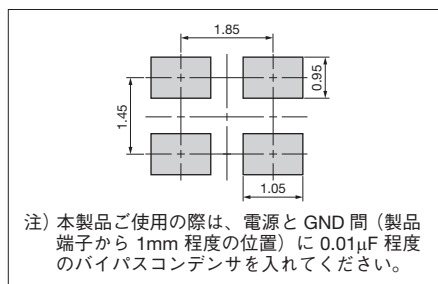 1.85
0.95
1.45
1.05
注) 本製品ご使用の際は、電源と GND 間 (製品
端子から 1mm 程度の位置) に 0.01μF 程度
のバイパスコンデンサを入れてください。